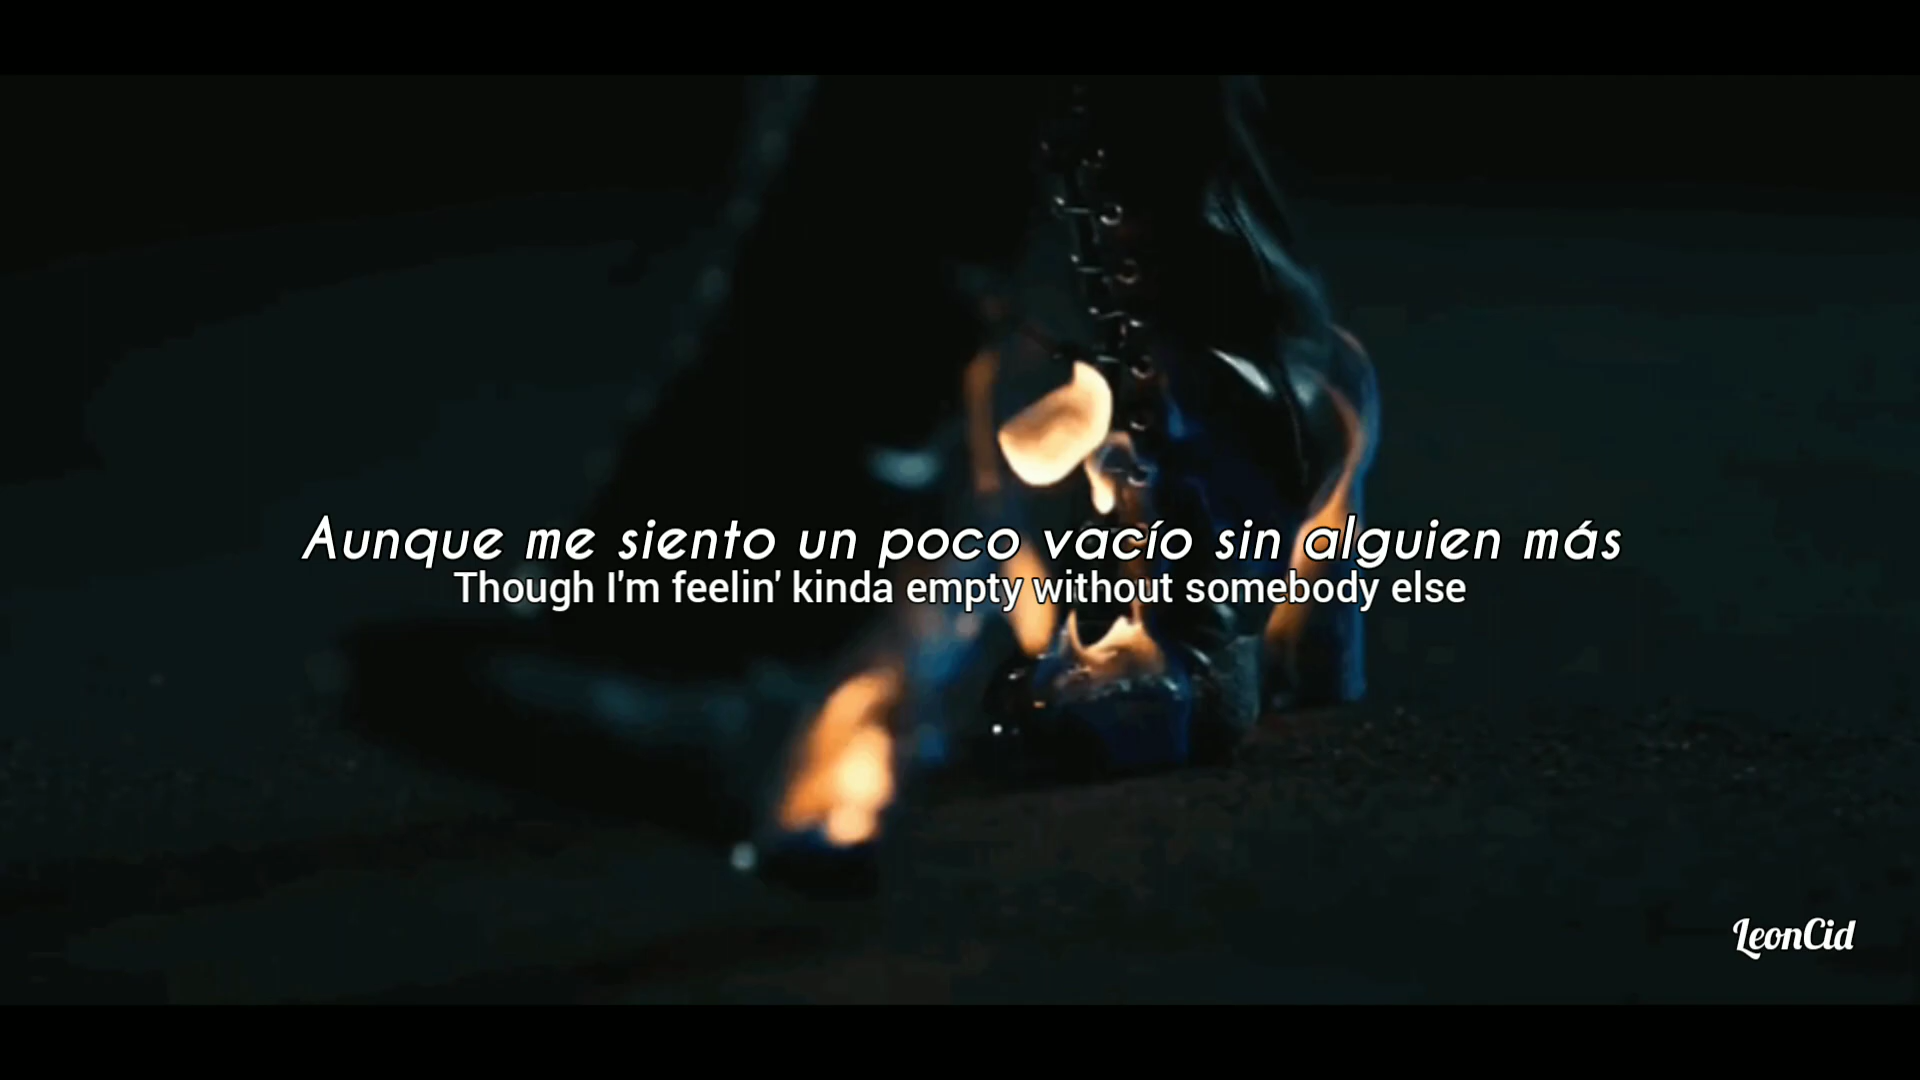 Aunque me siento un poco vacío sin alguien más
Though I'm feelin' kinda empty without somebody else
LeonCid